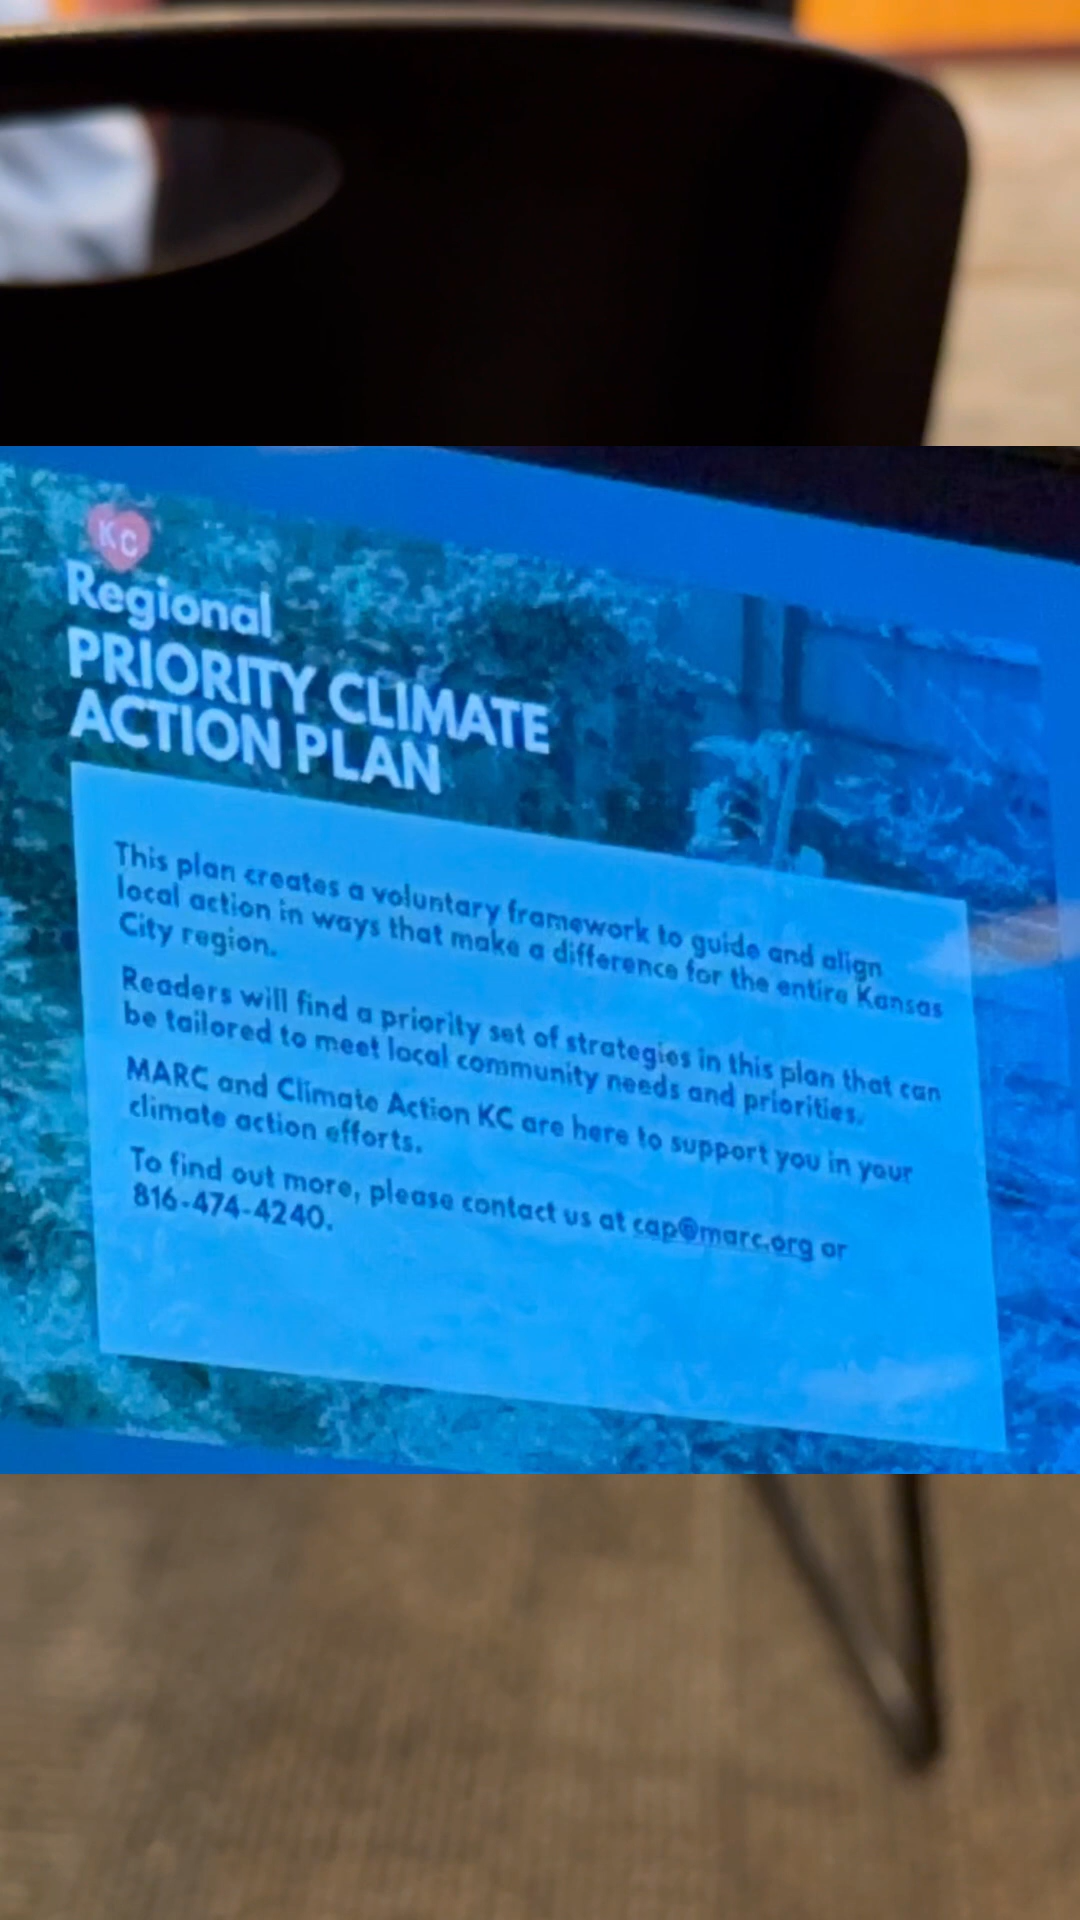 KC
Regional
PRIORITY CLIMATE
ACTION PLAN
This plan creates a voluntary framework to guide and align
local action in ways that make a difference for the entire Kansas
City region.
Readers will find a priority set of strategies in this plan that can
be tailored to meet local community needs and priorities.
MARC and Climate Action KC are here to support you in your
climate action efforts.
To find out more, please contact us at cap@marc.org or
816-474-4240.